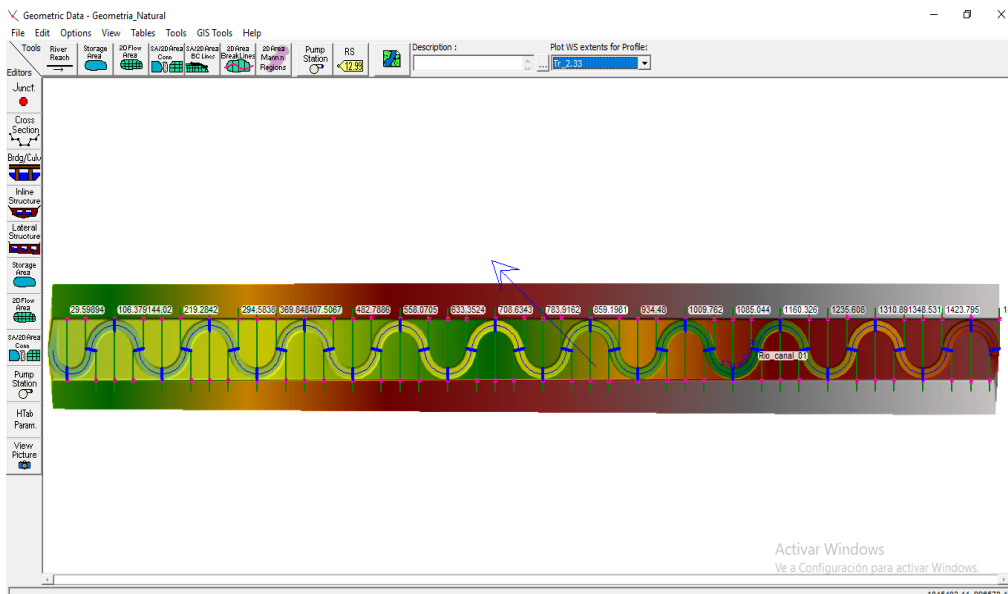 Geometric Data - Geometria_Natural
File Edit Options View Tables Tools GIS Tools Help
Tools
River
Reach
Storage
Area
2D Flow
Area
SA/2D Area
Conn
SA/2D Area
BC Lines
2D Area
BreakLines
2D Area
Mannn
Regions
Pump
Station
RS
12.99
Description :
...
Plot WS extents for Profile:
Tr_2.33
Editors
Junct.
Cross
Section
Brdg/Culv
Inline
Structure
Lateral
Structure
Storage
Area
2D Flow
Area
SA/2D Area
Conn
Pump
Station
HTab
Param.
View
Picture
29.59894 106.379144.02 219.2842 294.5838 369.848407.5067 482.7886 558.0705 633.3524 708.6343 783.9162 859.1981 934.48 1009.762 1085.044 1160.326 1235.608 1310.891348.531 1423.795
Rio_canal_01
Activar Windows
Ve a Configuración para activar Windows.